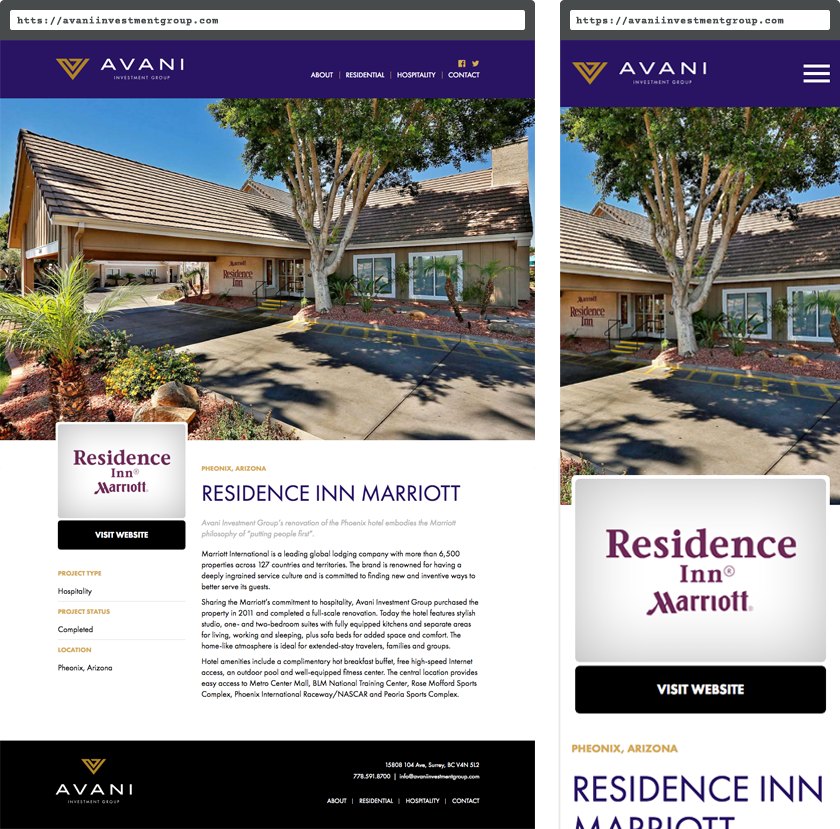 htts://avaniinvestmentgroup.com
AVANI
INVESTMENT GROUP
ABOUT | RESIDENTIAL | HOSPITALITY | CONTACT
Marriott
Residence
Inn
Residence
Inn®
Marriott®
VISIT WEBSITE
PROJECT TYPE
Hospitality
PROJECT STATUS
Completed
LOCATION
Pheonix, Arizona
PHEONIX, ARIZONA
RESIDENCE INN MARRIOTT
Avani Investment Group's renovation of the Phoenix hotel embodies the Marriott
philosophy of "putting people first".
Marriott International is a leading global lodging company with more than 6,500
properties across 127 countries and territories. The brand is renowned for having a
deeply ingrained service culture and is committed to finding new and inventive ways to
better serve its guests.
Sharing the Marriott's commitment to hospitality, Avani Investment Group purchased the
property in 2011 and completed a full-scale renovation. Today the hotel features stylish
studio, one- and two-bedroom suites with fully equipped kitchens and separate areas
for living, working and sleeping, plus sofa beds for added space and comfort. The
home-like atmosphere is ideal for extended-stay travelers, families and groups.
Hotel amenities include a complimentary hot breakfast buffet, free high-speed Internet
access, an outdoor pool and well-equipped fitness center. The central location provides
easy access to Metro Center Mall, BLM National Training Center, Rose Mofford Sports
Complex, Phoenix International Raceway/NASCAR and Peoria Sports Complex.
AVANI
INVESTMENT GROUP
15808 104 Ave, Surrey, BC V4N 5L2
778.591.8700 | info@avaniinvestmentgroup.com
ABOUT | RESIDENTIAL | HOSPITALITY | CONTACT
https://avaniinvestmentgroup.com
AVANI
INVESTMENT GROUP
Marriott
Residence
Inn
Residence
Inn®
Marriott®
VISIT WEBSITE
PHEONIX, ARIZONA
RESIDENCE INN
MARRIOTT